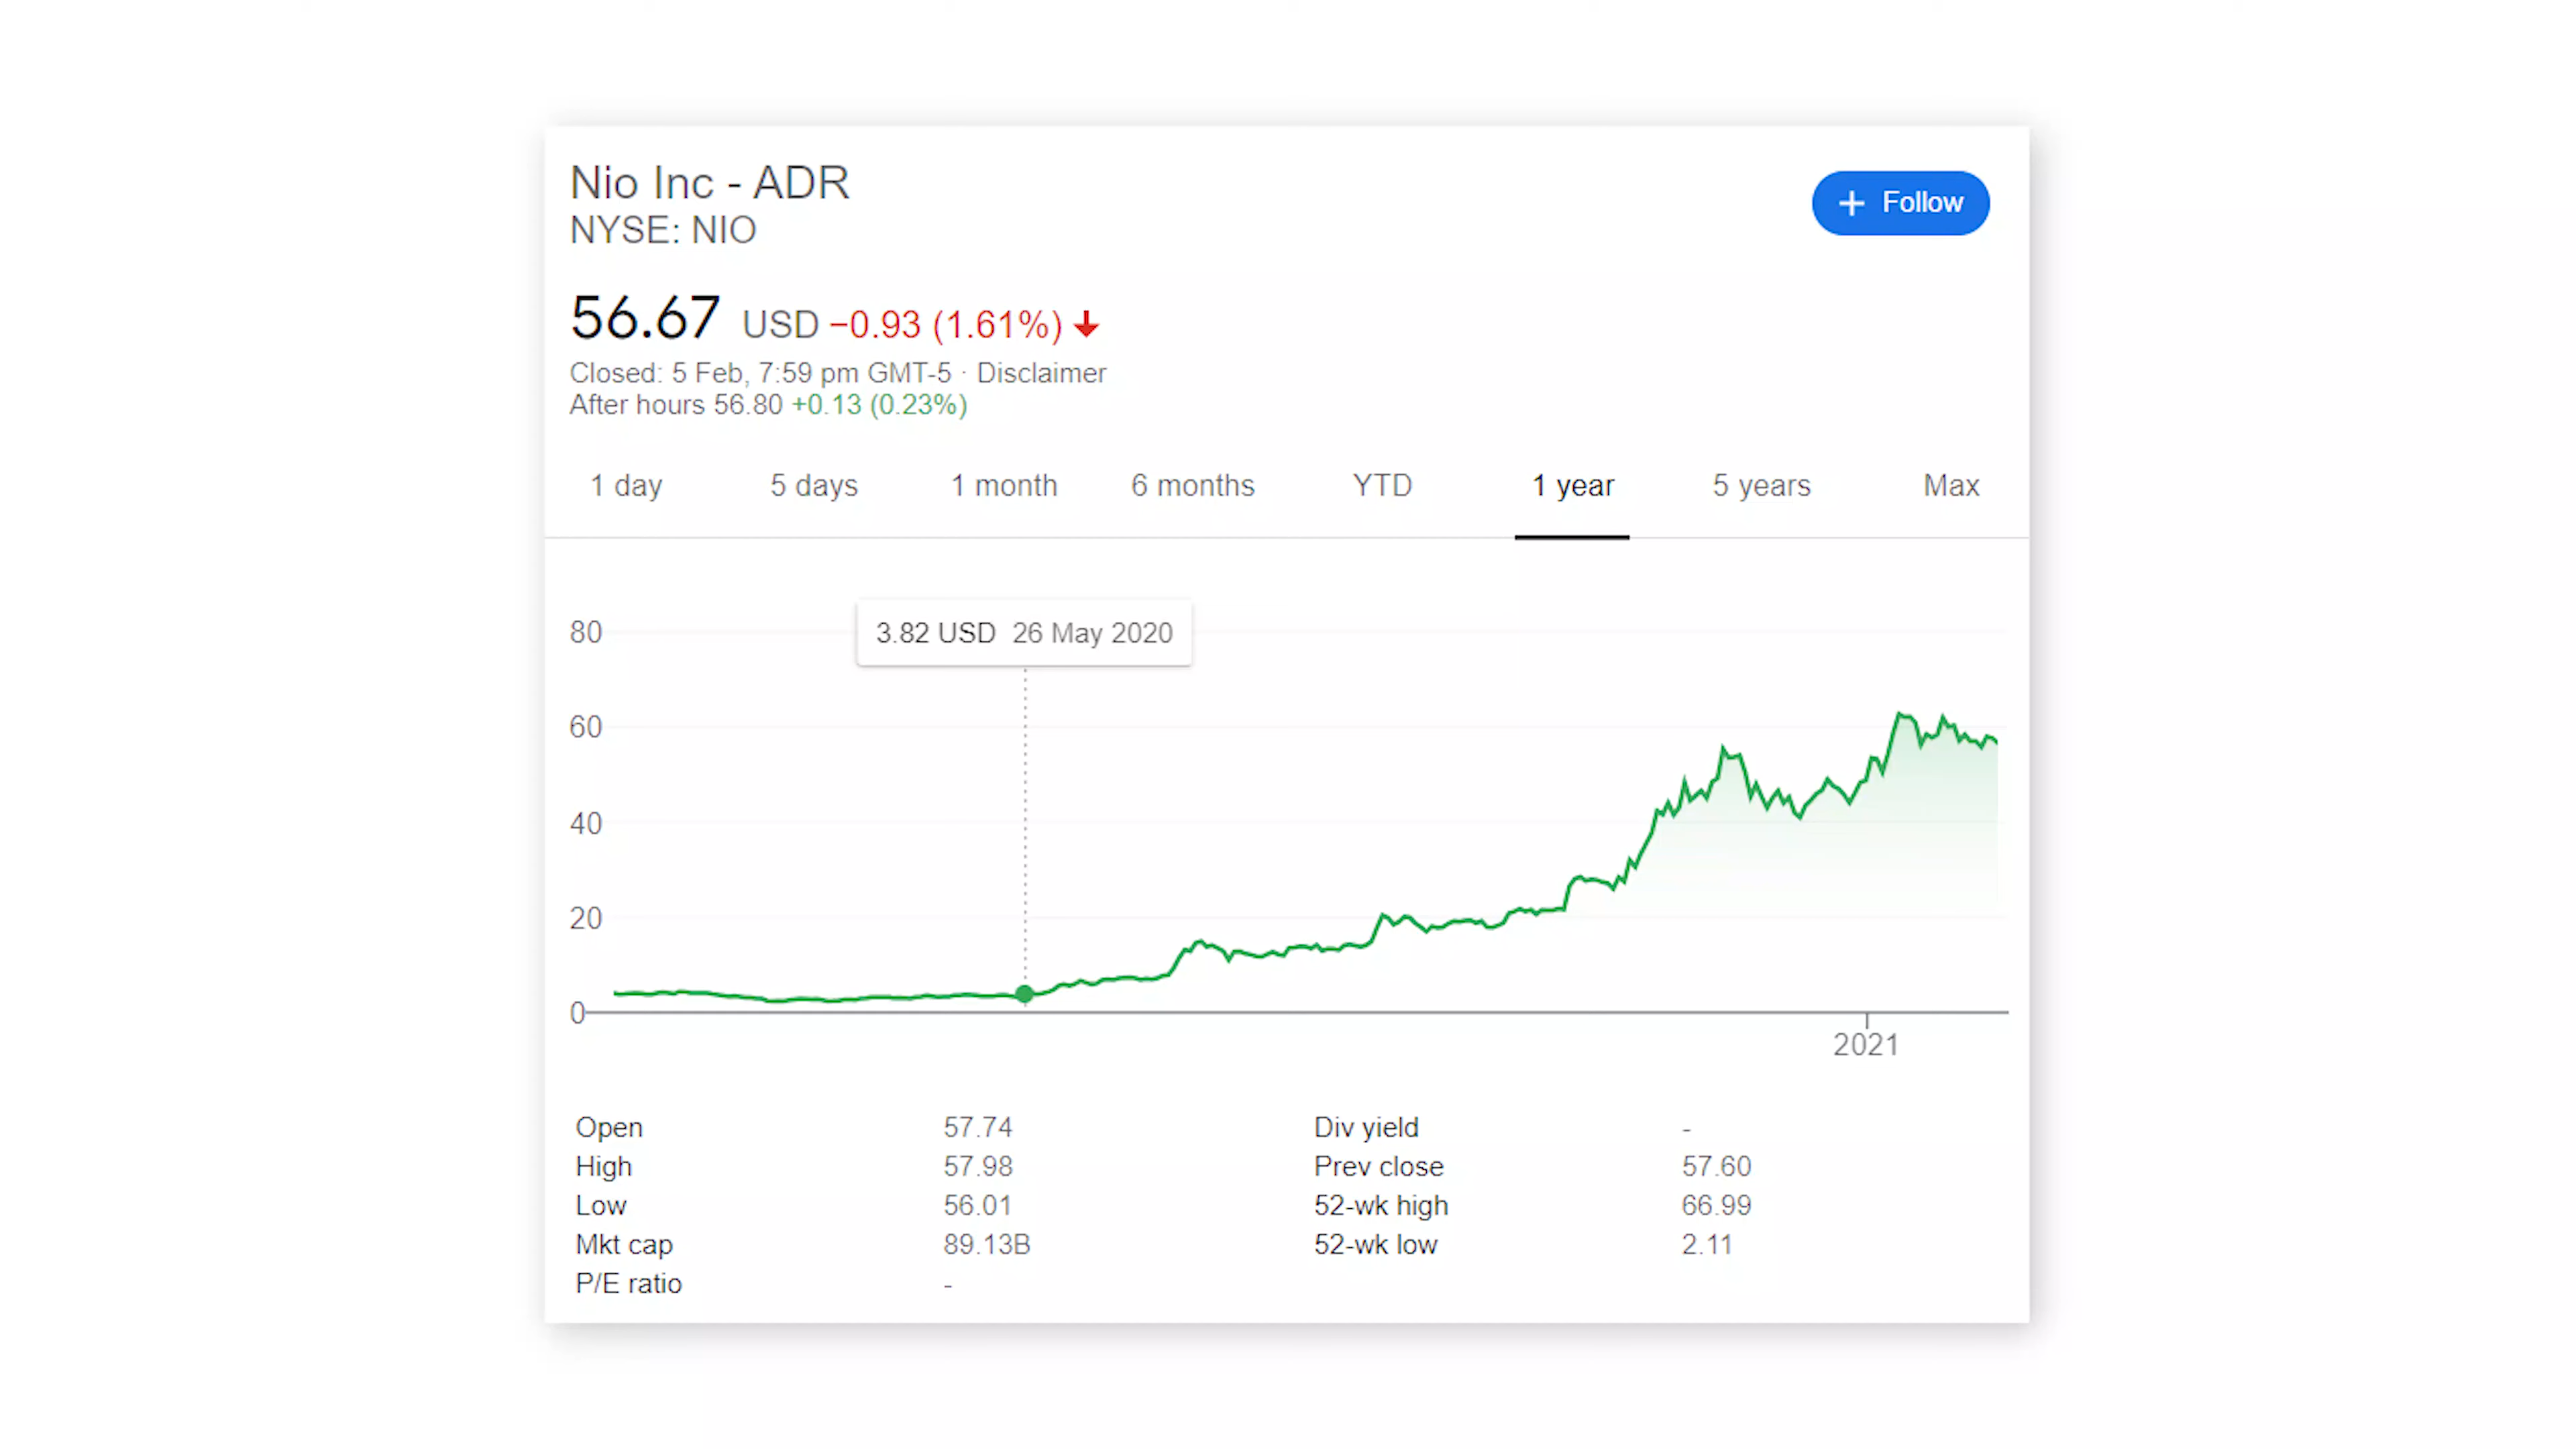 Nio Inc - ADR
+ Follow
NYSE: NIO
56.67 USD −0.93 (1.61%)
Closed: 5 Feb, 7:59 pm GMT-5 · Disclaimer
After hours 56.80 +0.13 (0.23%)
1 day 5 days 1 month 6 months YTD 1 year 5 years Max
3.82 USD 26 May 2020
80
60
40
20
0
2021
Open 57.74 Div yield -
High 57.98 Prev close 57.60
Low 56.01 52-wk high 66.99
Mkt cap 89.13B 52-wk low 2.11
P/E ratio -